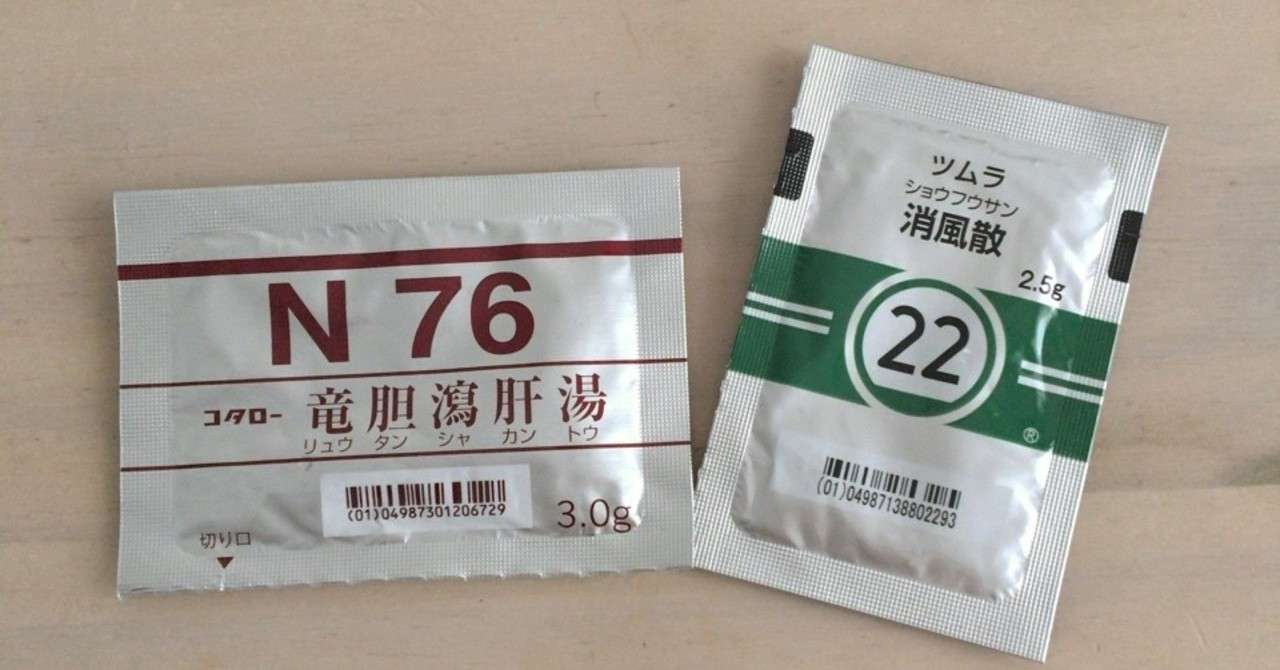 N 76
コタロー 竜胆瀉肝湯
リュウ タン シャ カン トウ
(01)04987301206729
3.0g
切り口
ツムラ
ショウフウサン
消風散
2.5g
22
®
(01)04987138802293